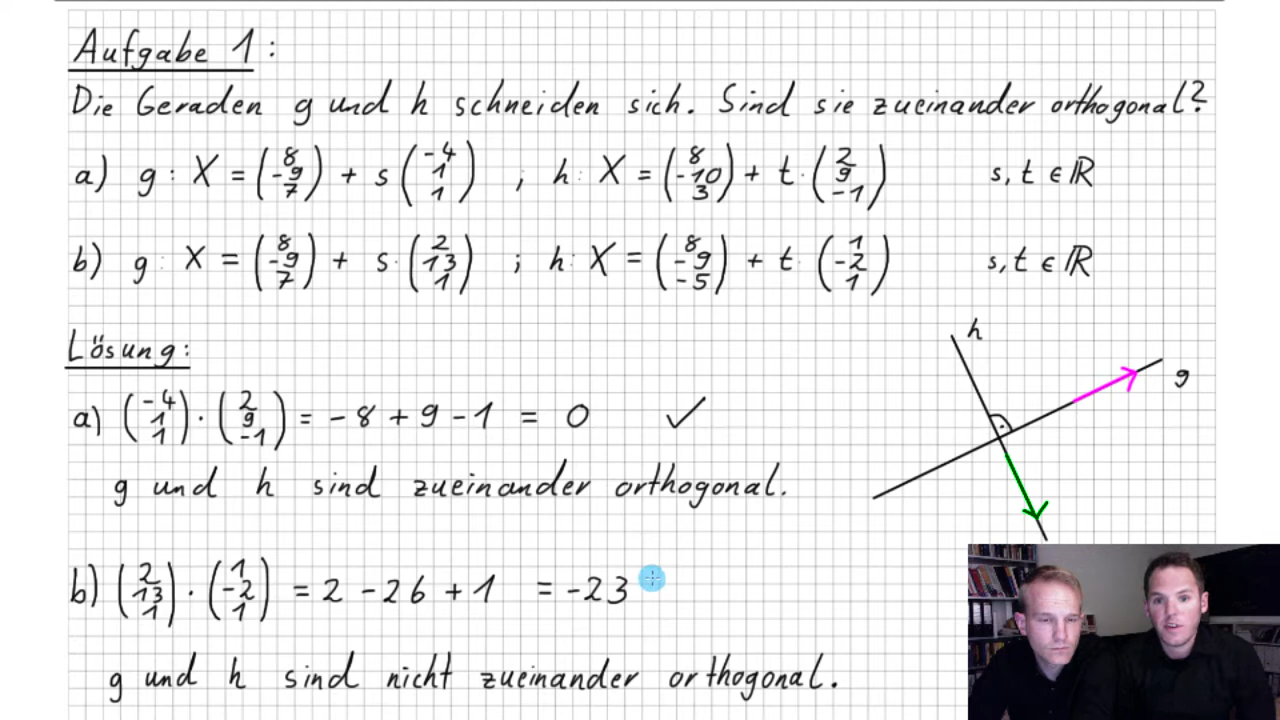 Aufgabe 1:
Die Geraden g und h schneiden sich. Sind sie zueinander orthogonal?
a) g: X = (8 -9 7) + s (-4 1 1) ; h: X = (8 -10 3) + t · (2 9 -1) s, t ∈ ℝ
b) g: X = (8 -9 7) + s · (2 13 1) ; h: X = (8 -9 -5) + t · (1 -2 1) s, t ∈ ℝ
Lösung:
h
g
a) (-4 1 1) · (2 9 -1) = -8 + 9 - 1 = 0 ✓
g und h sind zueinander orthogonal.
b) (2 13 1) · (1 -2 1) = 2 - 26 + 1 = -23
g und h sind nicht zueinander orthogonal.